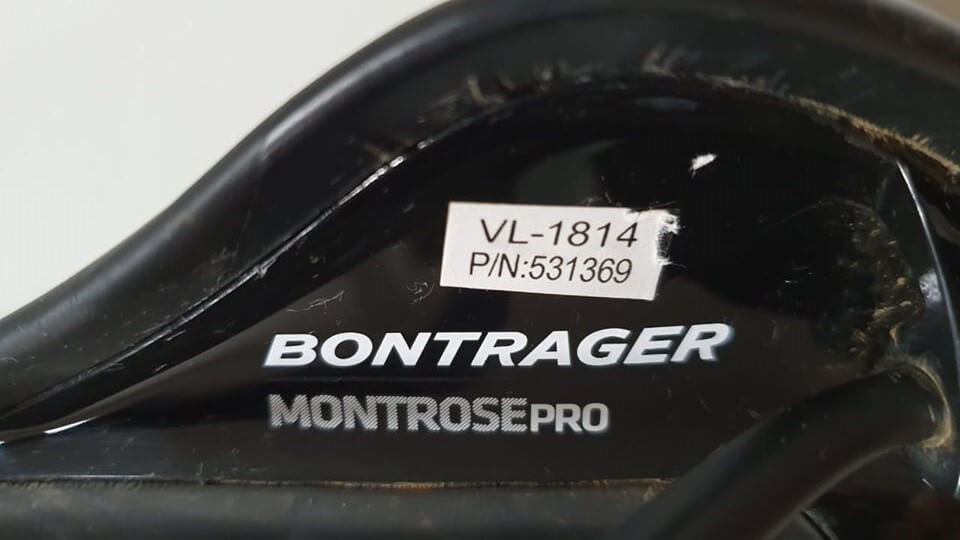 VL-1814
P/N:531369
BONTRAGER
MONTROSEPRO